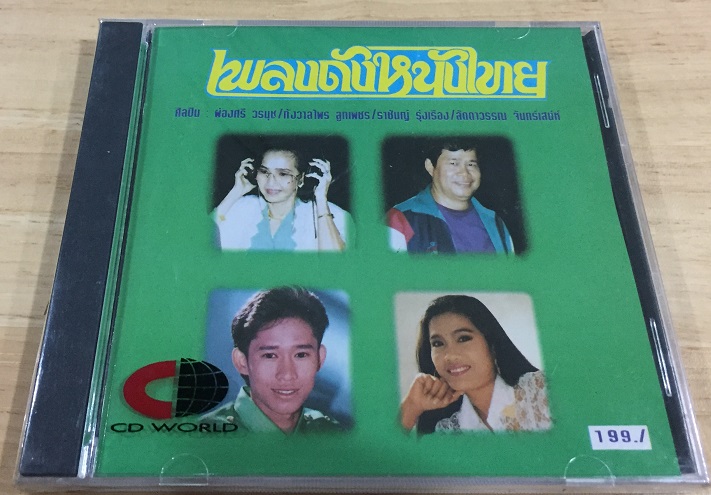 เพลงดังหนังไทย
ศิลปิน : ผ่องศรี วรนุช/กังวาลไพร ลูกเพชร/ราชันญ์ รุ่งเรือง/ลัดดาวรรณ จันทร์เสน่ห์
CD WORLD
199./